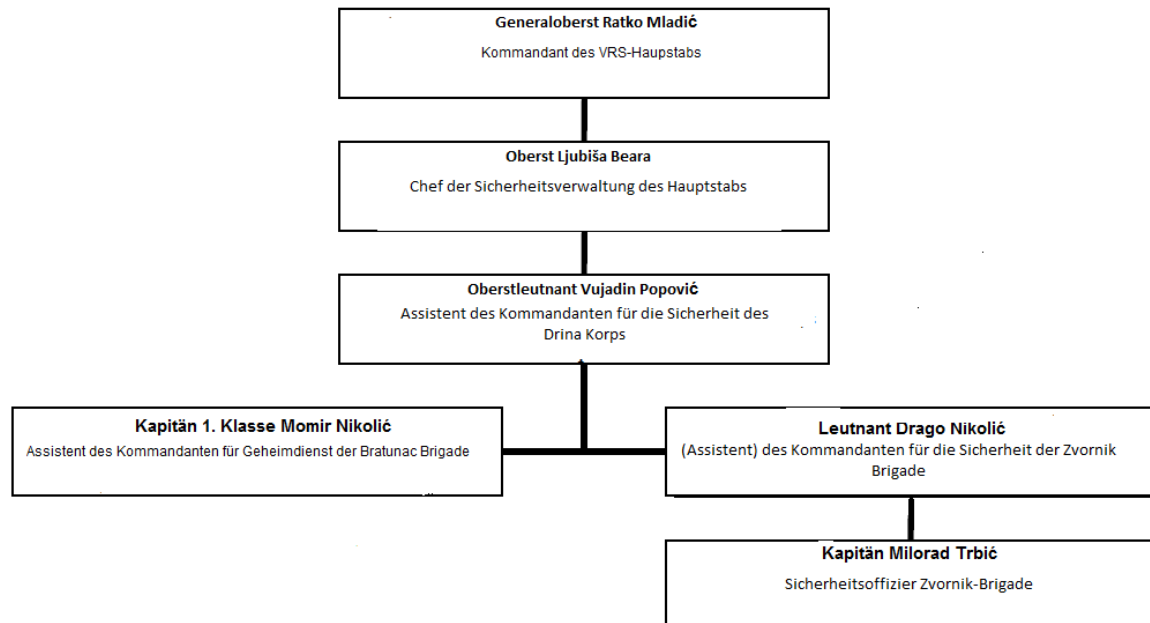 Generaloberst Ratko Mladić
Kommandant des VRS-Haupstabs
Oberst Ljubiša Beara
Chef der Sicherheitsverwaltung des Hauptstabs
Oberstleutnant Vujadin Popović
Assistent des Kommandanten für die Sicherheit des
Drina Korps
Kapitän 1. Klasse Momir Nikolić
Assistent des Kommandanten für Geheimdienst der Bratunac Brigade
Leutnant Drago Nikolić
(Assistent) des Kommandanten für die Sicherheit der Zvornik
Brigade
Kapitän Milorad Trbić
Sicherheitsoffizier Zvornik-Brigade